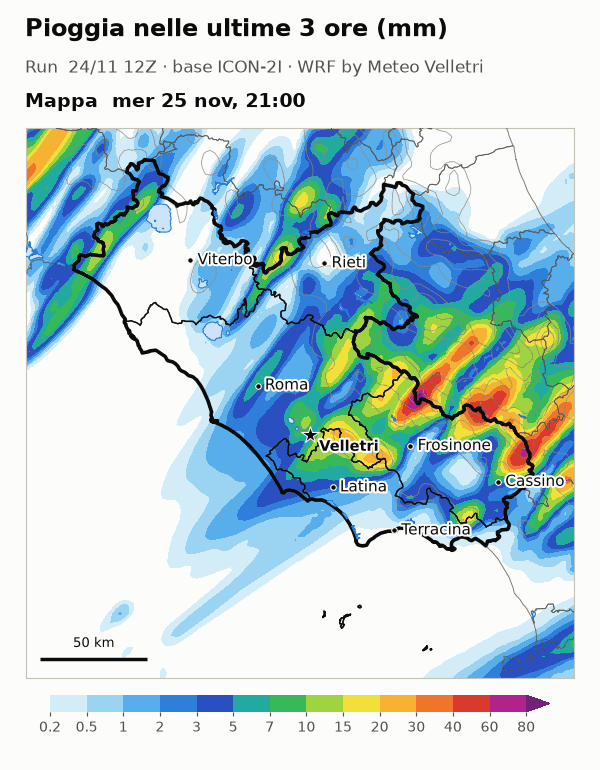 Pioggia nelle ultime 3 ore (mm)
Run  24/11 12Z · base ICON-2I · WRF by Meteo Velletri
Mappa  mer 25 nov, 21:00
Viterbo
Rieti
Roma
Velletri
Frosinone
Cassino
Latina
Terracina
50 km
0.2 0.5 1 2 3 5 7 10 15 20 30 40 60 80